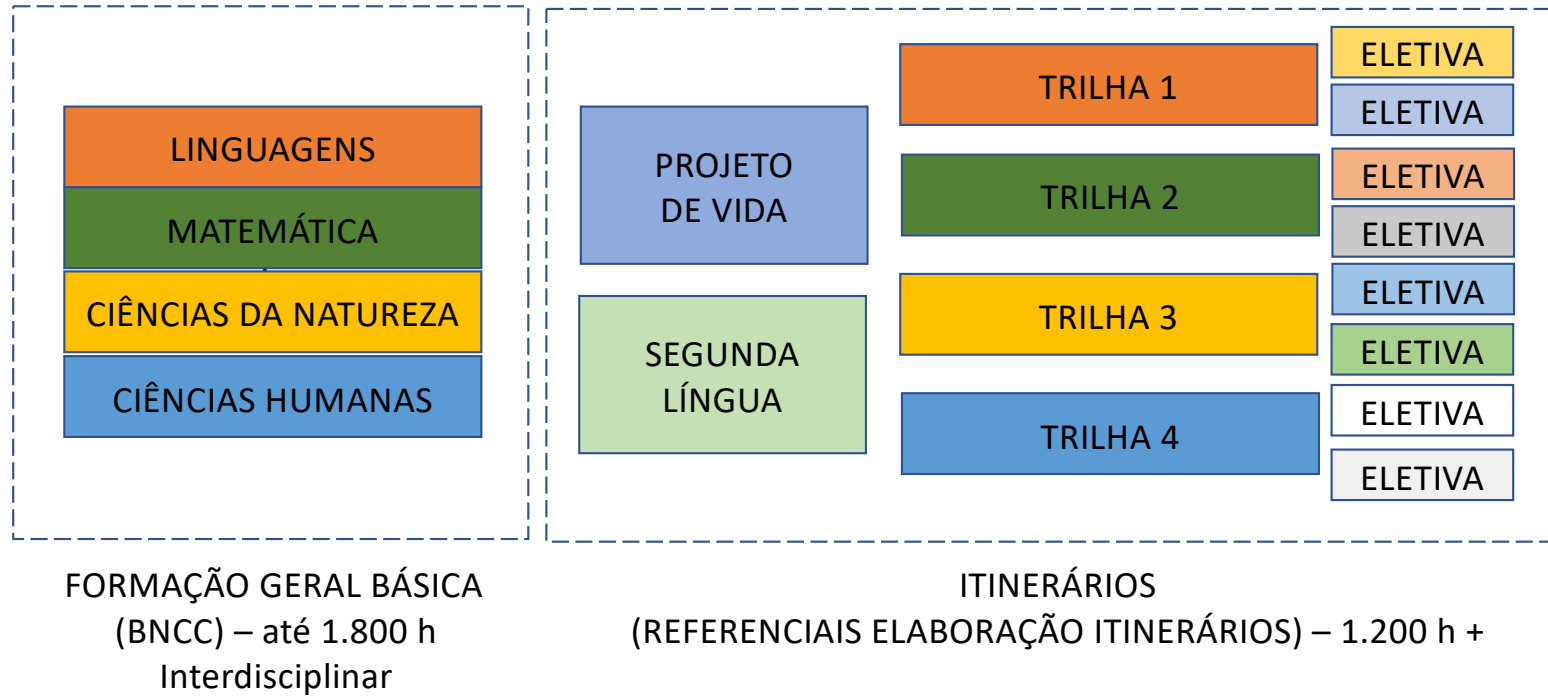 LINGUAGENS
MATEMÁTICA
CIÊNCIAS DA NATUREZA
CIÊNCIAS HUMANAS
FORMAÇÃO GERAL BÁSICA
(BNCC) – até 1.800 h
Interdisciplinar
PROJETO
DE VIDA
SEGUNDA
LÍNGUA
TRILHA 1
TRILHA 2
TRILHA 3
TRILHA 4
ELETIVA
ELETIVA
ELETIVA
ELETIVA
ELETIVA
ELETIVA
ELETIVA
ELETIVA
ITINERÁRIOS
(REFERENCIAIS ELABORAÇÃO ITINERÁRIOS) – 1.200 h +